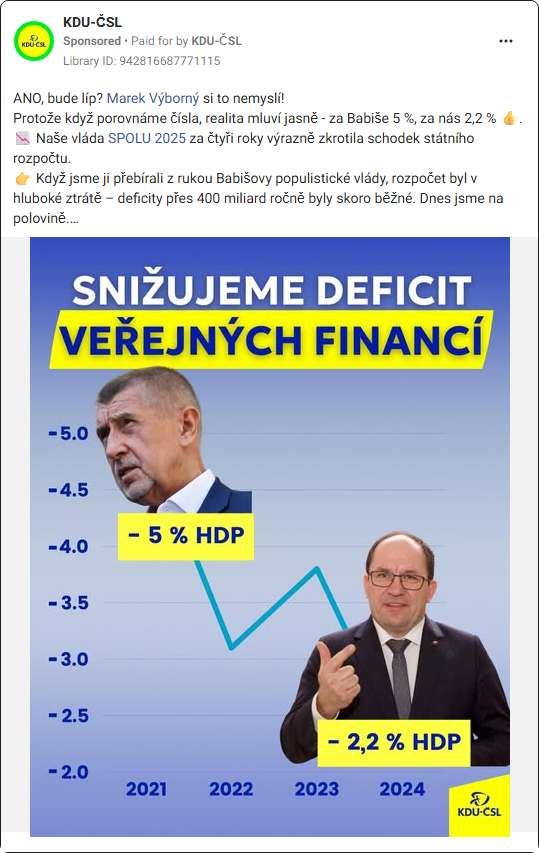 KDU-ČSL
Sponsored • Paid for by KDU-ČSL
Library ID: 942816687771115
ANO, bude líp? Marek Výborný si to nemyslí!
Protože když porovnáme čísla, realita mluví jasně - za Babiše 5 %, za nás 2,2 % 👍.
📉 Naše vláda SPOLU 2025 za čtyři roky výrazně zkrotila schodek státního
rozpočtu.
👉 Když jsme ji přebírali z rukou Babišovy populistické vlády, rozpočet byl v
hluboké ztrátě – deficity přes 400 miliard ročně byly skoro běžné. Dnes jsme na
polovině....
SNIŽUJEME DEFICIT
VEŘEJNÝCH FINANCÍ
-5.0
-4.5
- 5 % HDP
-4.0
-3.5
-3.0
-2.5
- 2,2 % HDP
-2.0
2021 2022 2023 2024
KDU-ČSL